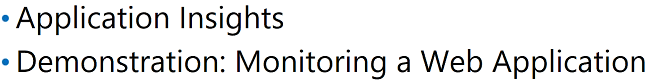 • Application Insights
• Demonstration: Monitoring a Web Application